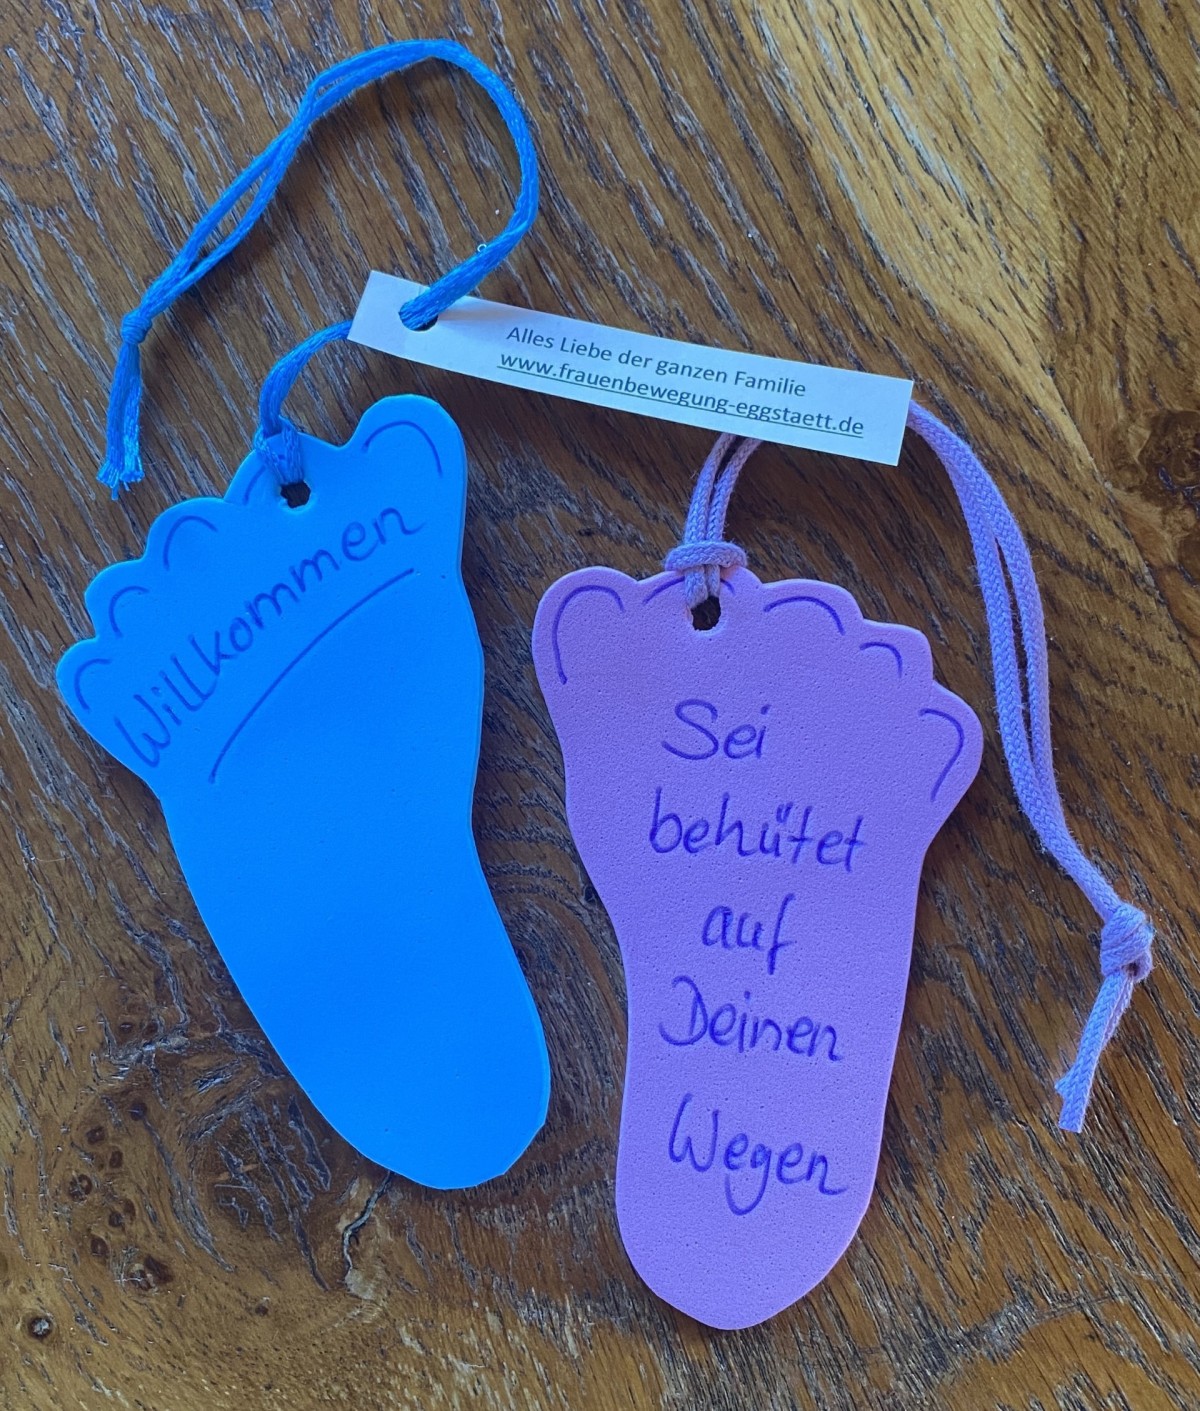 Alles Liebe der ganzen Familie
www.frauenbewegung-eggstaett.de
Willkommen
Sei
behütet
auf
Deinen
Wegen